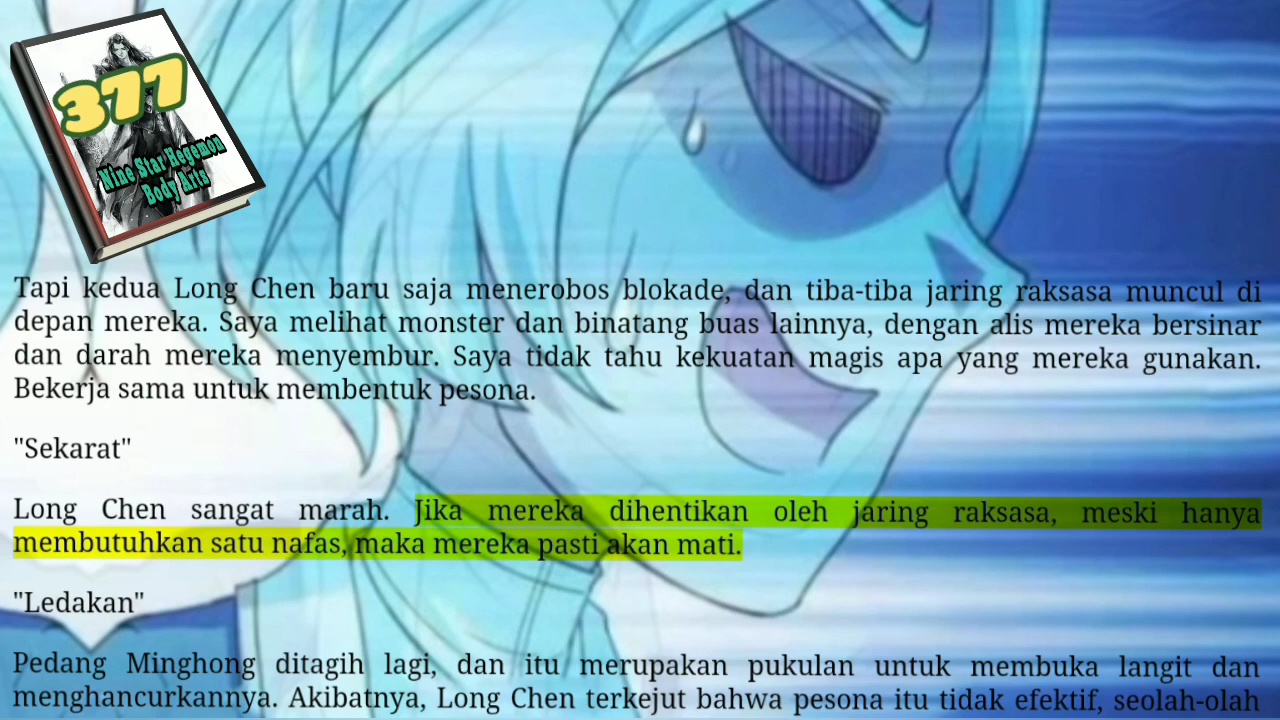 377
Nine Star Hegemon
Body Arts
Tapi kedua Long Chen baru saja menerobos blokade, dan tiba-tiba jaring raksasa muncul di
depan mereka. Saya melihat monster dan binatang buas lainnya, dengan alis mereka bersinar
dan darah mereka menyembur. Saya tidak tahu kekuatan magis apa yang mereka gunakan.
Bekerja sama untuk membentuk pesona.
"Sekarat"
Long Chen sangat marah. Jika mereka dihentikan oleh jaring raksasa, meski hanya
membutuhkan satu nafas, maka mereka pasti akan mati.
"Ledakan"
Pedang Minghong ditagih lagi, dan itu merupakan pukulan untuk membuka langit dan
menghancurkannya. Akibatnya, Long Chen terkejut bahwa pesona itu tidak efektif, seolah-olah